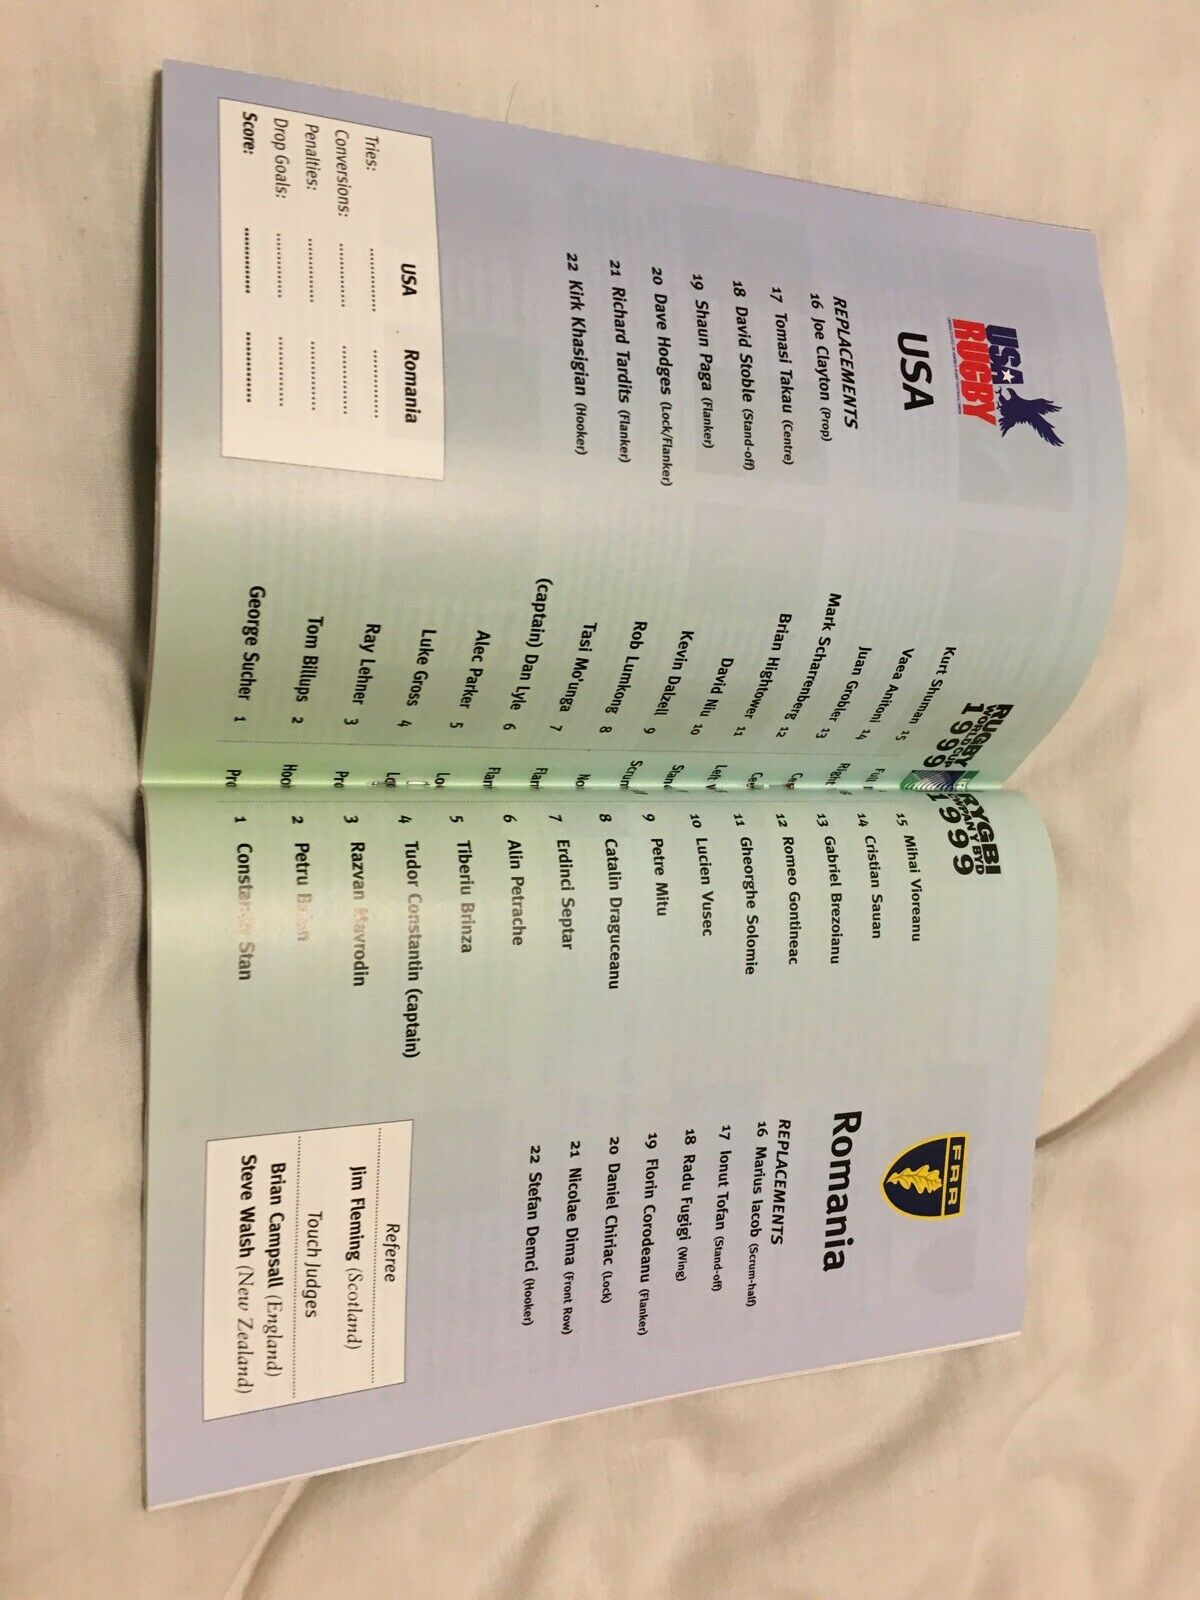 USA
RUGBY
USA
REPLACEMENTS
16 Joe Clayton (Prop)
17 Tomasi Takau (Centre)
18 David Stoble (Stand-off)
19 Shaun Paga (Flanker)
20 Dave Hodges (Lock/Flanker)
21 Richard Tardits (Flanker)
22 Kirk Khasigian (Hooker)
USA Romania
Tries: .............. ..............
Conversions: .............. ..............
Penalties: .............. ..............
Drop Goals: .............. ..............
Score: .............. ..............
RUGBY
WORLD CUP
1999
RYGBI
CWPAN Y BYD
1999
Kurt Shuman 15
Vaea Anitoni 14
Juan Grobler 13
Mark Scharrenberg 12
Brian Hightower 11
David Niu 10
Kevin Dalzell 9
Rob Lumkong 8
Tasi Mo'unga 7
(captain) Dan Lyle 6
Alec Parker 5
Luke Gross 4
Ray Lehner 3
Tom Billups 2
George Sucher 1
Full
Right
Left
Stand
Scrum
No
Flan
Flan
Loc
Pro
Hoo
Pro
15 Mihai Vioreanu
14 Cristian Sauan
13 Gabriel Brezoianu
12 Romeo Gontineac
11 Gheorghe Solomie
10 Lucien Vusec
9 Petre Mitu
8 Catalin Draguceanu
7 Erdinci Septar
6 Alin Petrache
5 Tiberiu Brinza
4 Tudor Constantin (captain)
3 Razvan Mavrodin
2 Petru
1 Constantin Stan
FRR
Romania
REPLACEMENTS
16 Marius Iacob (Scrum-half)
17 Ionut Tofan (Stand-off)
18 Radu Fugigi (Wing)
19 Florin Corodeanu (Flanker)
20 Daniel Chiriac (Lock)
21 Nicolae Dima (Front Row)
22 Stefan Demci (Hooker)
Referee
Jim Fleming (Scotland)
Touch Judges
Brian Campsall (England)
Steve Walsh (New Zealand)